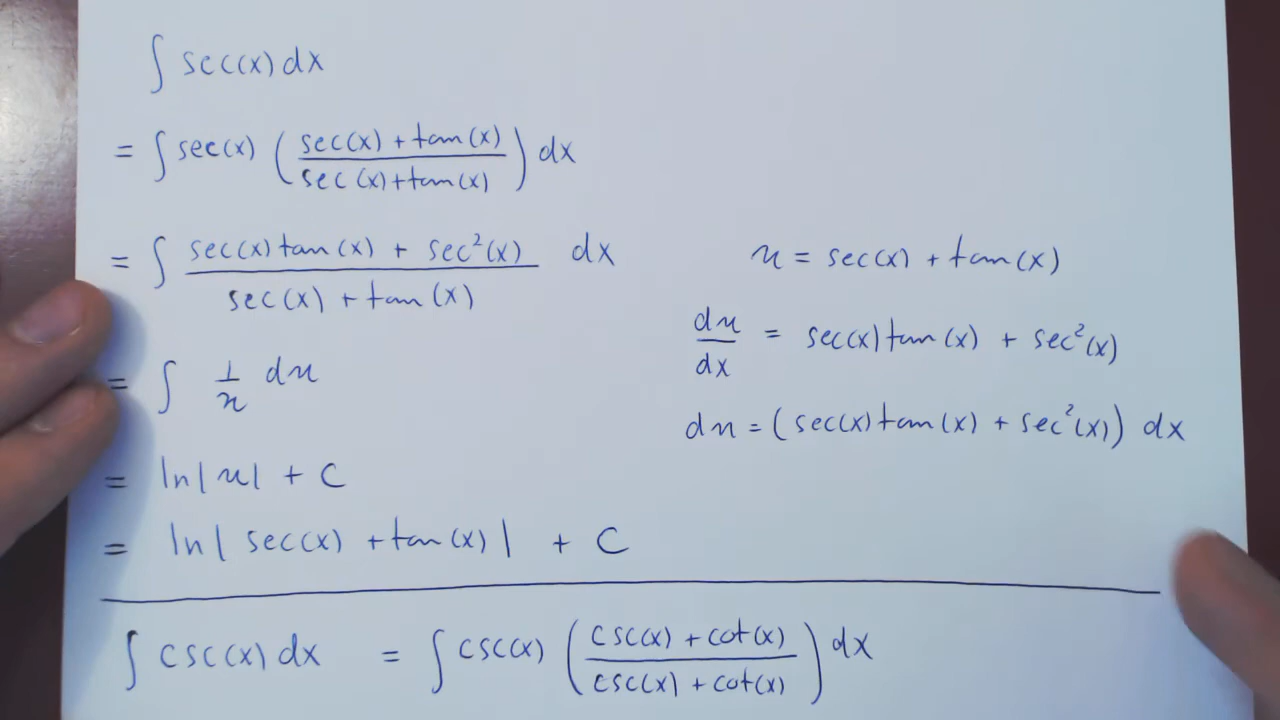 ∫ sec(x) dx
= ∫ sec(x) ( (sec(x) + tan(x)) / (sec(x) + tan(x)) ) dx
= ∫ (sec(x) tan(x) + sec²(x)) / (sec(x) + tan(x)) dx
= ∫ 1/u du
= ln|u| + C
= ln| sec(x) + tan(x) | + C
u = sec(x) + tan(x)
du/dx = sec(x) tan(x) + sec²(x)
du = ( sec(x) tan(x) + sec²(x) ) dx
∫ csc(x) dx = ∫ csc(x) ( (csc(x) + cot(x)) / (csc(x) + cot(x)) ) dx